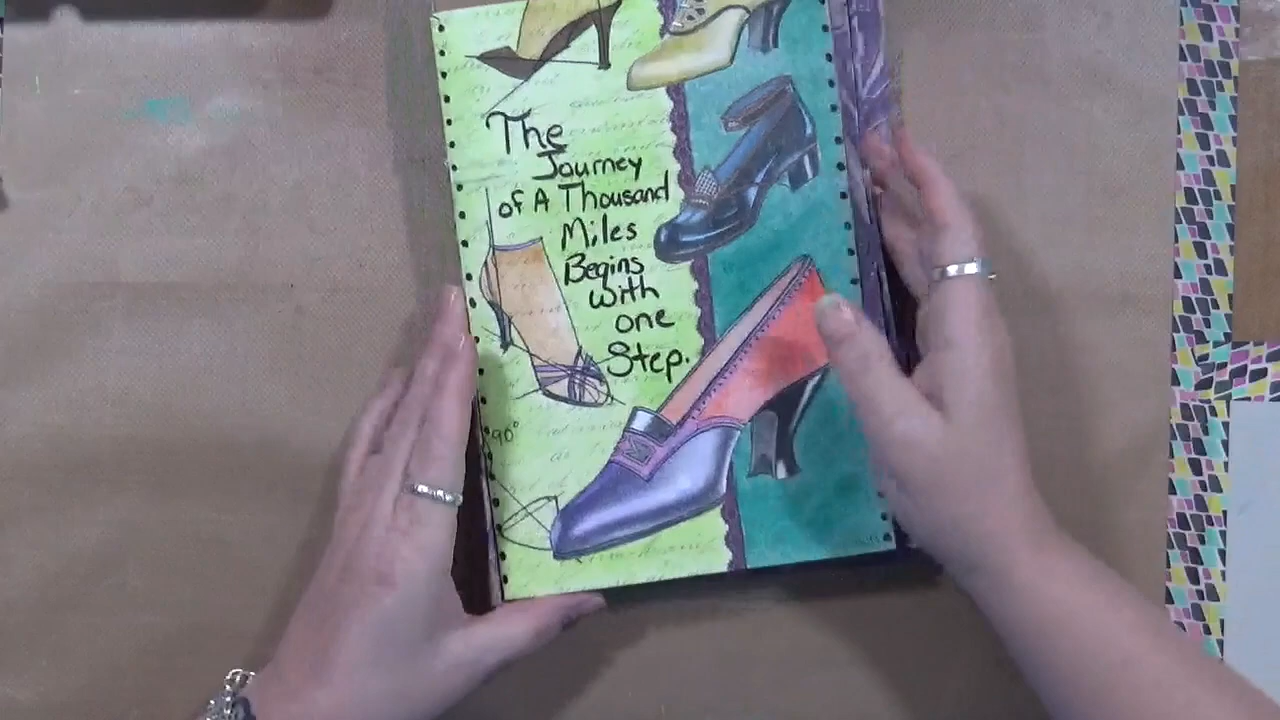 The
Journey
of A Thousand
Miles
Begins
With
one
Step.
90°